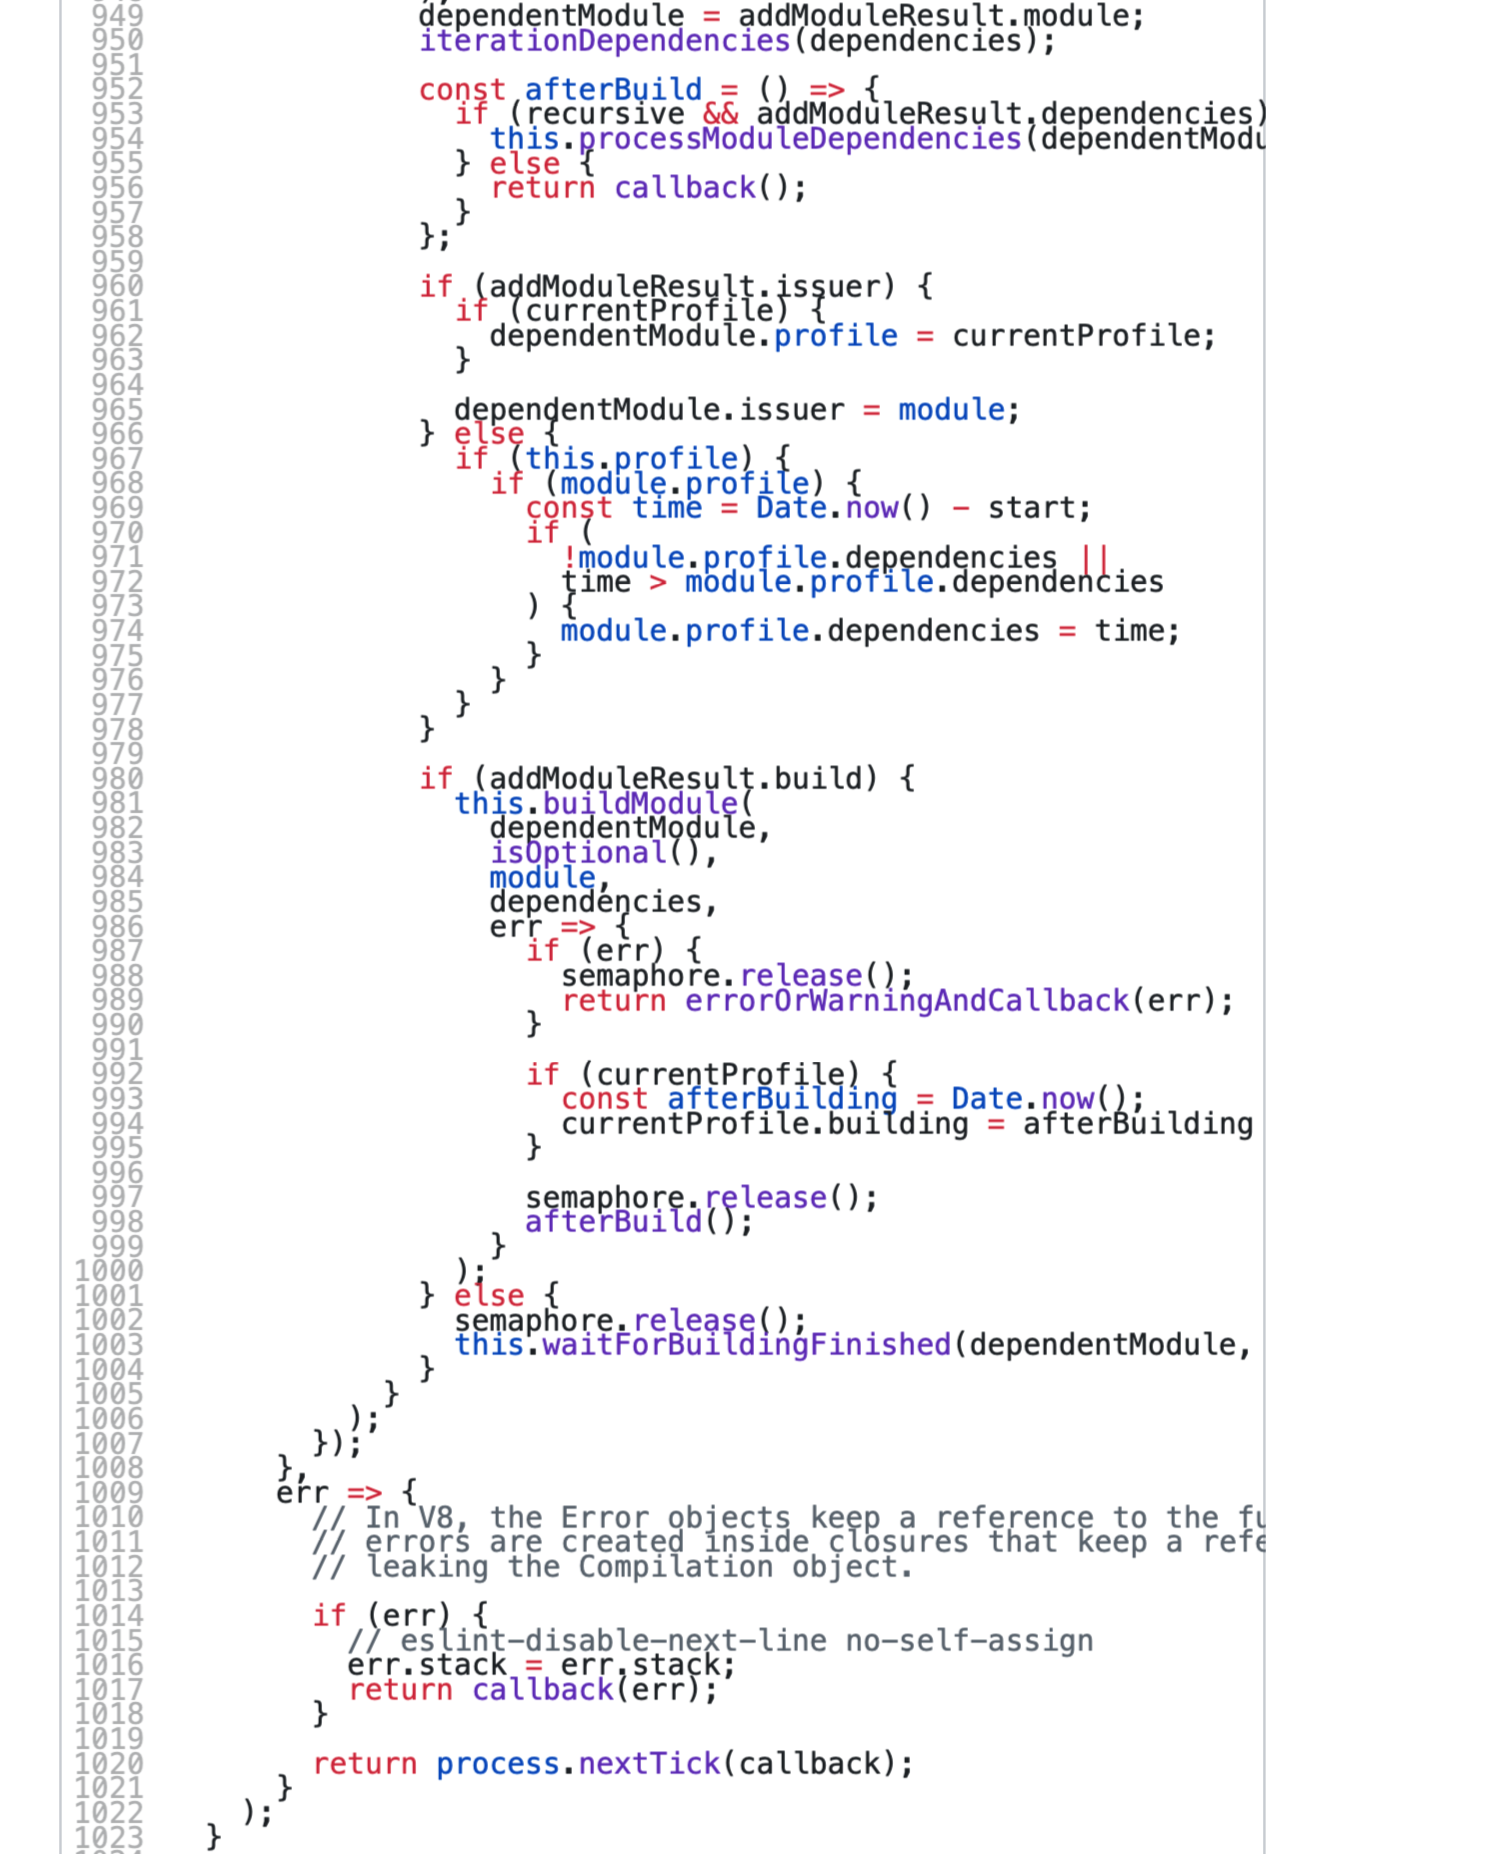 949 dependentModule = addModuleResult.module;
950 iterationDependencies(dependencies);
951
952 const afterBuild = () => {
953 if (recursive && addModuleResult.dependencies)
954 this.processModuleDependencies(dependentModu
955 } else {
956 return callback();
957 }
958 };
959
960 if (addModuleResult.issuer) {
961 if (currentProfile) {
962 dependentModule.profile = currentProfile;
963 }
964
965 dependentModule.issuer = module;
966 } else {
967 if (this.profile) {
968 if (module.profile) {
969 const time = Date.now() - start;
970 if (
971 !module.profile.dependencies ||
972 time > module.profile.dependencies
973 ) {
974 module.profile.dependencies = time;
975 }
976 }
977 }
978 }
979
980 if (addModuleResult.build) {
981 this.buildModule(
982 dependentModule,
983 isOptional(),
984 module,
985 dependencies,
986 err => {
987 if (err) {
988 semaphore.release();
989 return errorOrWarningAndCallback(err);
990 }
991
992 if (currentProfile) {
993 const afterBuilding = Date.now();
994 currentProfile.building = afterBuilding
995 }
996
997 semaphore.release();
998 afterBuild();
999 }
1000 );
1001 } else {
1002 semaphore.release();
1003 this.waitForBuildingFinished(dependentModule,
1004 }
1005 }
1006 );
1007 });
1008 },
1009 err => {
1010 // In V8, the Error objects keep a reference to the fu
1011 // errors are created inside closures that keep a refe
1012 // leaking the Compilation object.
1013
1014 if (err) {
1015 // eslint-disable-next-line no-self-assign
1016 err.stack = err.stack;
1017 return callback(err);
1018 }
1019
1020 return process.nextTick(callback);
1021 }
1022 );
1023 }